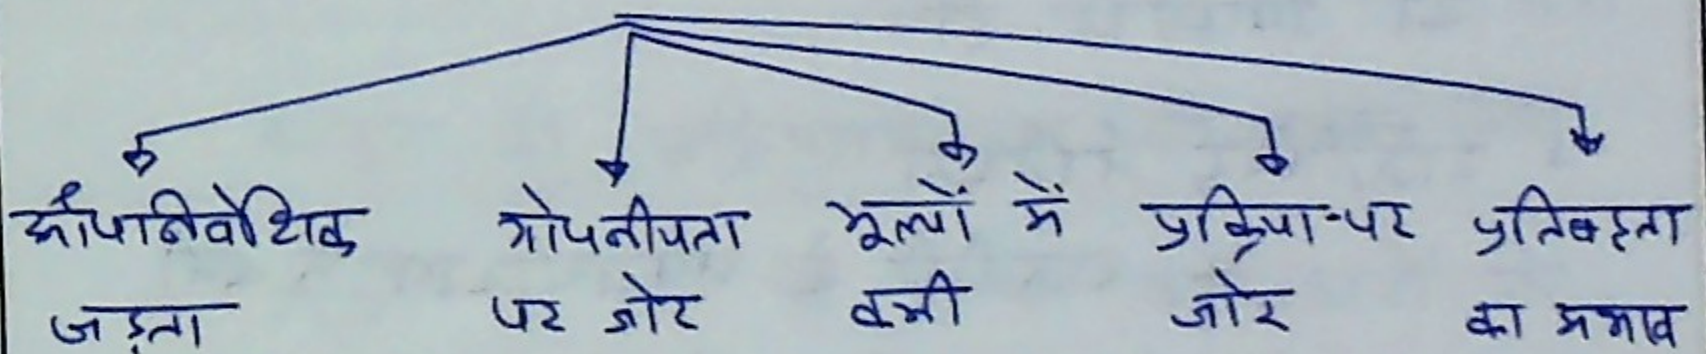 औपनिवेशिक गोपनीयता मूल्यों में प्रक्रिया-पर प्रतिबद्धता
जड़ता पर जोर कमी जोर का अभाव